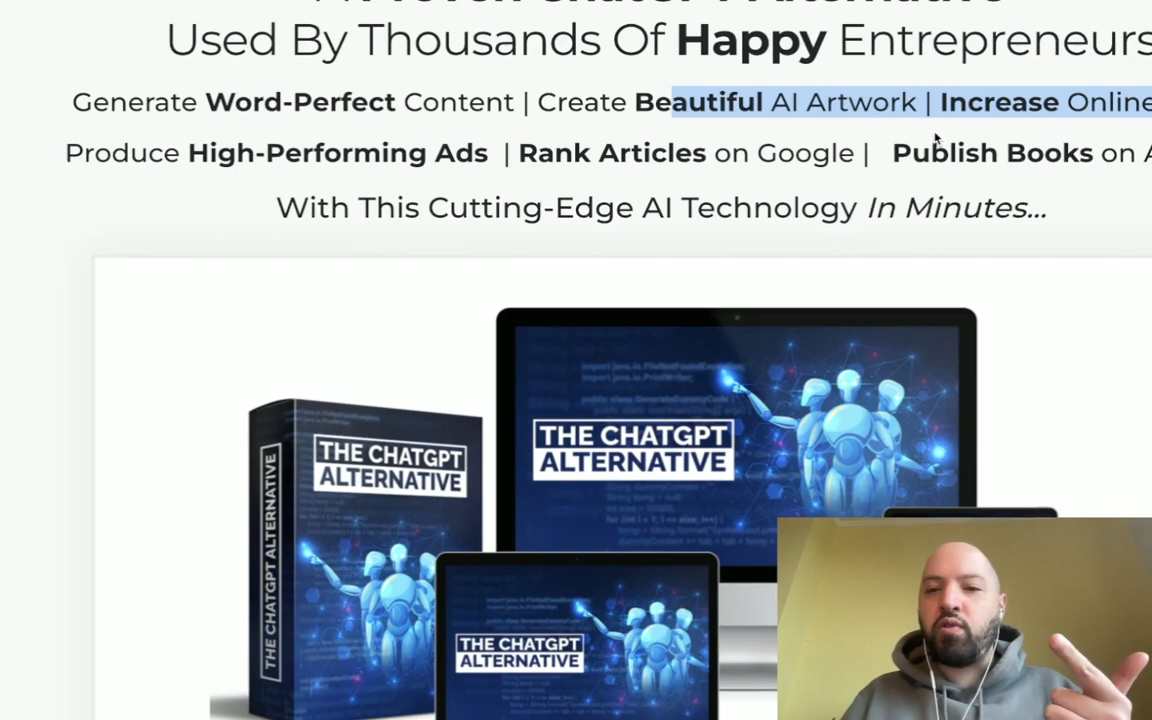 Used By Thousands Of Happy Entrepreneurs
Generate Word-Perfect Content | Create Beautiful AI Artwork | Increase Online
Produce High-Performing Ads | Rank Articles on Google | Publish Books on A
With This Cutting-Edge AI Technology In Minutes...
THE CHATGPT
ALTERNATIVE
THE CHATGPT
ALTERNATIVE
THE CHATGPT ALTERNATIVE
THE CHATGPT
ALTERNATIVE